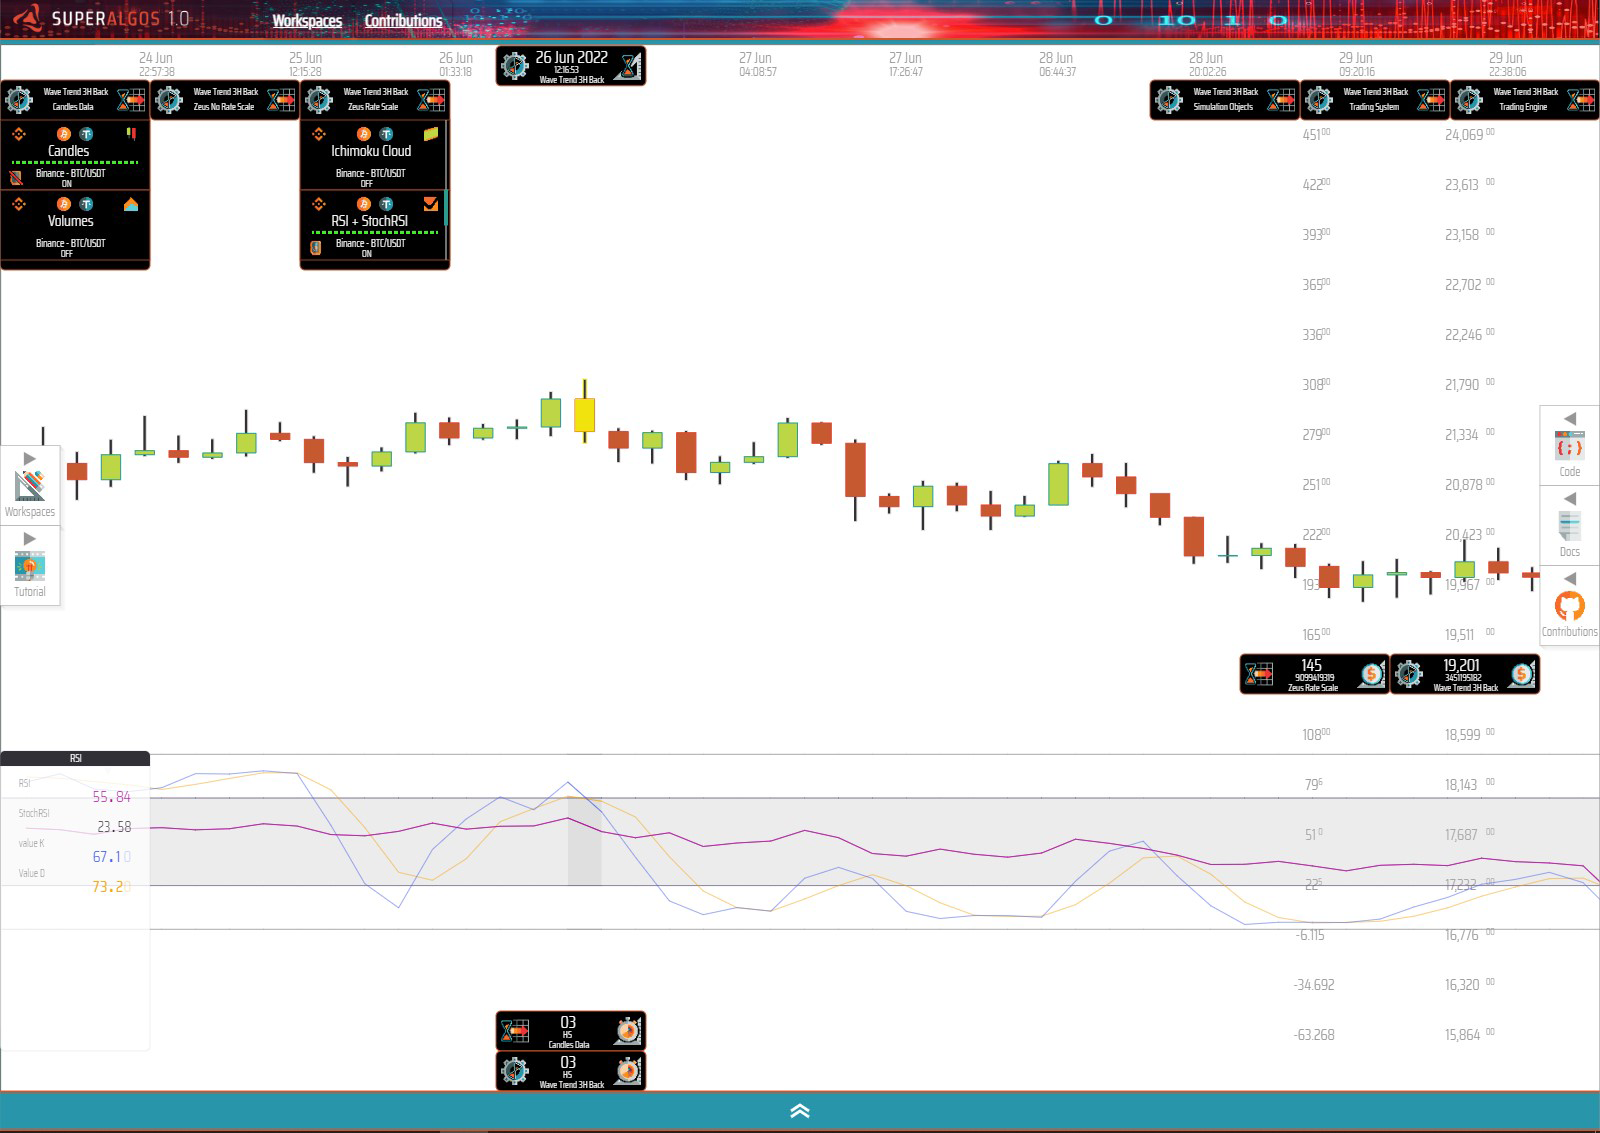 SUPERALGOS 1.0
Workspaces Contributions
24 Jun 25 Jun 26 Jun 26 Jun 2022 27 Jun 27 Jun 28 Jun 28 Jun 29 Jun 29 Jun
22:57:38 12:15:28 01:33:18 12:16:53 04:08:57 17:26:47 06:44:37 20:02:26 09:20:16 22:38:06
Wave Trend 3H Back
Wave Trend 3H Back Wave Trend 3H Back Wave Trend 3H Back Wave Trend 3H Back Wave Trend 3H Back Wave Trend 3H Back
Candles Data Zeus No Rate Scale Zeus Rate Scale Simulation Objects Trading System Trading Engine
Candles
Binance - BTC/USDT
ON
Volumes
Binance - BTC/USDT
OFF
Ichimoku Cloud
Binance - BTC/USDT
OFF
RSI + StochRSI
Binance - BTC/USDT
ON
451 00 24,069 00
422 00 23,613 00
393 00 23,158 00
365 00 22,702 00
336 00 22,246 00
308 00 21,790 00
279 00 21,334 00
251 00 20,878 00
222 00 20,423 00
193 00 19,967 00
165 00 19,511 00
Workspaces
Tutorial
Code
Docs
Contributions
145
9099419319
Zeus Rate Scale
19,201
3451195182
Wave Trend 3H Back
108 00 18,599 00
79 6 18,143 00
51 0 17,687 00
22 5 17,232 00
-6.115 16,776 00
-34.692 16,320 00
-63.268 15,864 00
RSI
RSI
55.84
StochRSI
23.58
value K
67.10
Value D
73.20
03
HS
Candles Data
03
HS
Wave Trend 3H Back